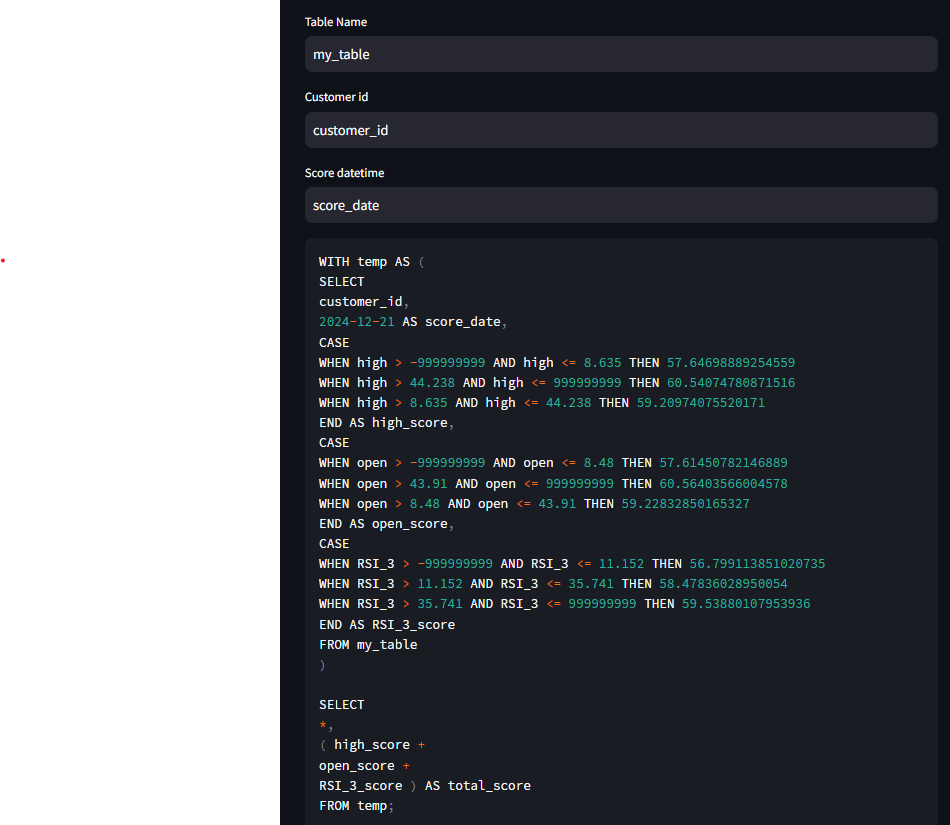 Table Name
my_table
Customer id
customer_id
Score datetime
score_date
WITH temp AS (
SELECT
customer_id,
2024-12-21 AS score_date,
CASE
WHEN high > -999999999 AND high <= 8.635 THEN 57.64698889254559
WHEN high > 44.238 AND high <= 999999999 THEN 60.54074780871516
WHEN high > 8.635 AND high <= 44.238 THEN 59.20974075520171
END AS high_score,
CASE
WHEN open > -999999999 AND open <= 8.48 THEN 57.61450782146889
WHEN open > 43.91 AND open <= 999999999 THEN 60.56403566004578
WHEN open > 8.48 AND open <= 43.91 THEN 59.22832850165327
END AS open_score,
CASE
WHEN RSI_3 > -999999999 AND RSI_3 <= 11.152 THEN 56.799113851020735
WHEN RSI_3 > 11.152 AND RSI_3 <= 35.741 THEN 58.47836028950054
WHEN RSI_3 > 35.741 AND RSI_3 <= 999999999 THEN 59.53880107953936
END AS RSI_3_score
FROM my_table
)
SELECT
*,
( high_score +
open_score +
RSI_3_score ) AS total_score
FROM temp;